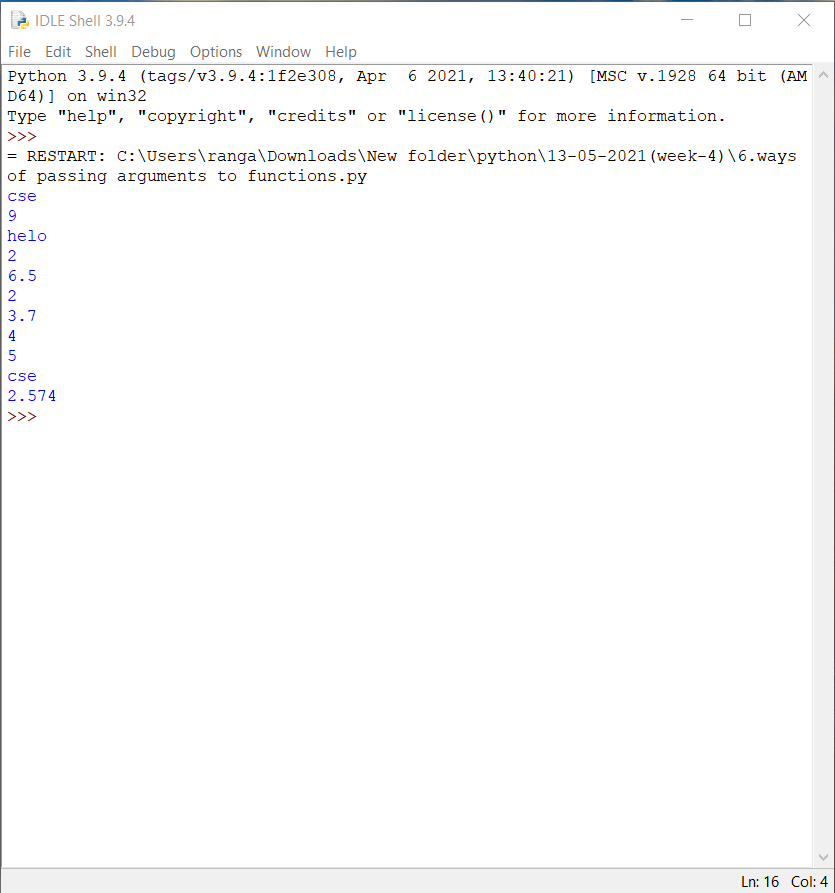 IDLE Shell 3.9.4
File Edit Shell Debug Options Window Help
Python 3.9.4 (tags/v3.9.4:1f2e308, Apr  6 2021, 13:40:21) [MSC v.1928 64 bit (AM
D64)] on win32
Type "help", "copyright", "credits" or "license()" for more information.
>>>
= RESTART: C:\Users\ranga\Downloads\New folder\python\13-05-2021(week-4)\6.ways
of passing arguments to functions.py
cse
9
helo
2
6.5
2
3.7
4
5
cse
2.574
>>>
Ln: 16 Col: 4